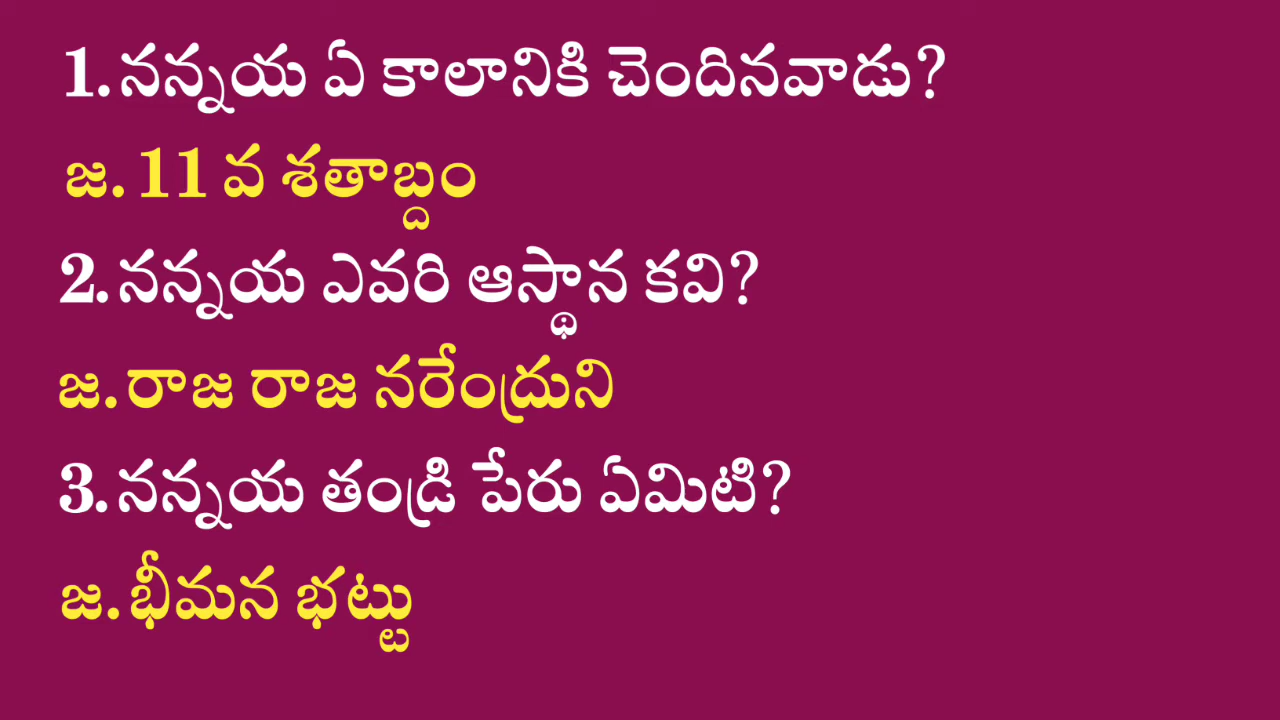 1. నన్నయ ఏ కాలానికి చెందినవాడు?
జ. 11 వ శతాబ్దం
2. నన్నయ ఎవరి ఆస్థాన కవి?
జ. రాజ రాజ నరేంద్రుని
3. నన్నయ తండ్రి పేరు ఏమిటి?
జ. భీమన భట్టు